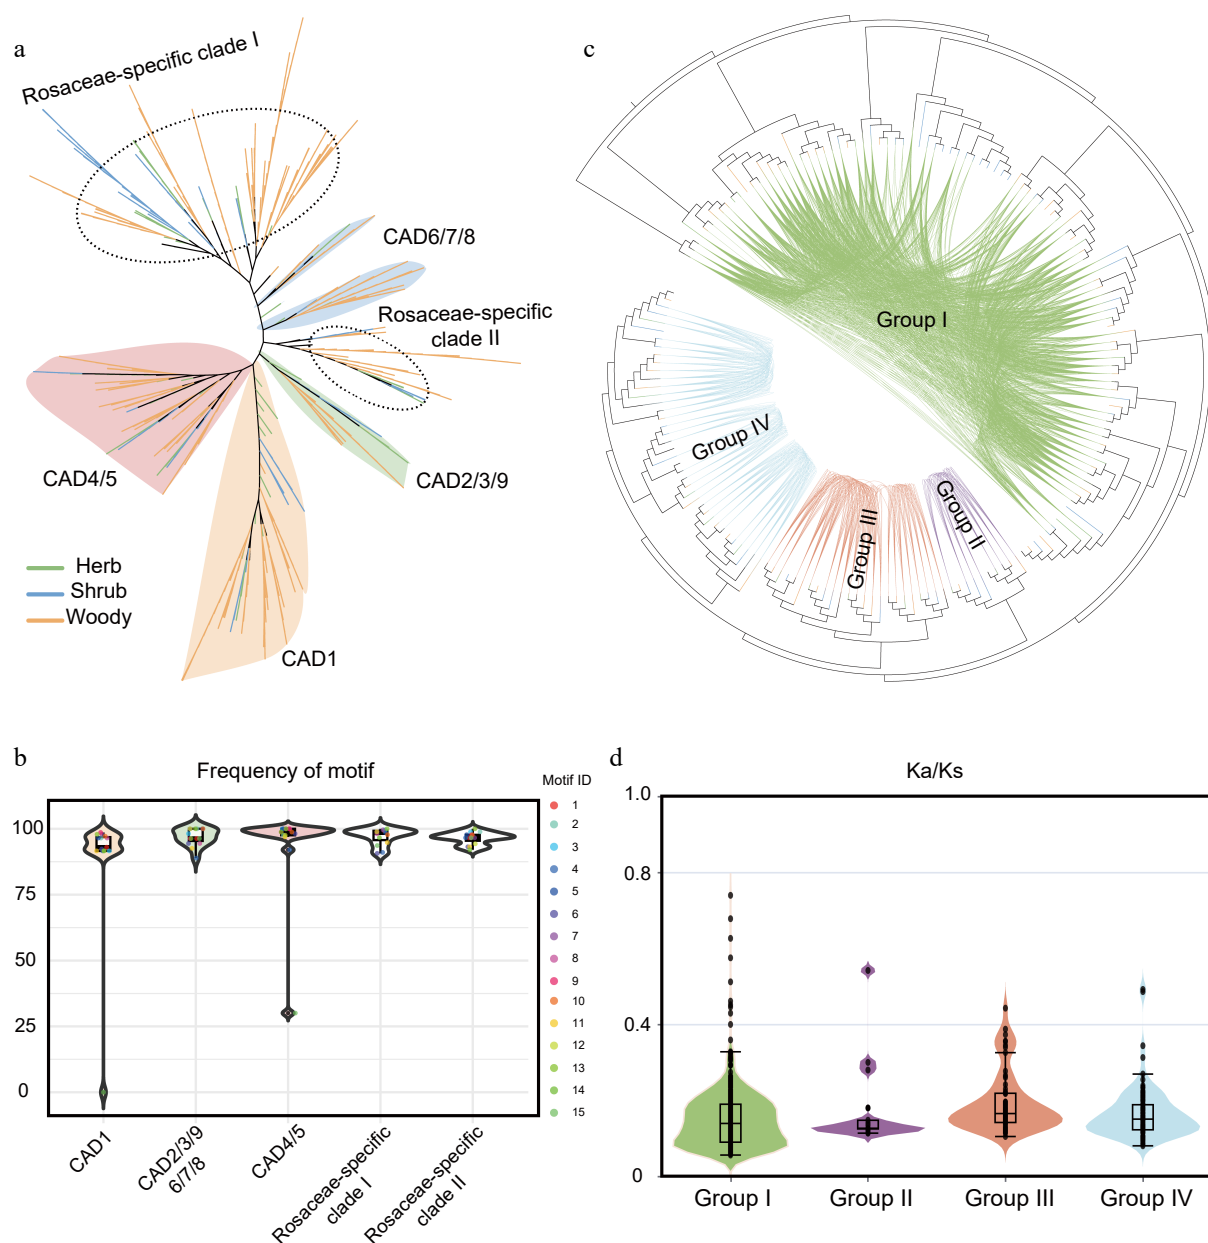 a
Rosaceae-specific clade I
CAD6/7/8
Rosaceae-specific
clade II
CAD4/5
CAD2/3/9
Herb
Shrub
Woody
CAD1
c
Group I
Group IV
Group III
Group II
b
Frequency of motif
Motif ID
1
2
3
4
5
6
7
8
9
10
11
12
13
14
15
100
75
50
25
0
CAD1
CAD2/3/9
6/7/8
CAD4/5
Rosaceae-specific
clade I
Rosaceae-specific
clade II
d
Ka/Ks
1.0
0.8
0.4
0
Group I
Group II
Group III
Group IV